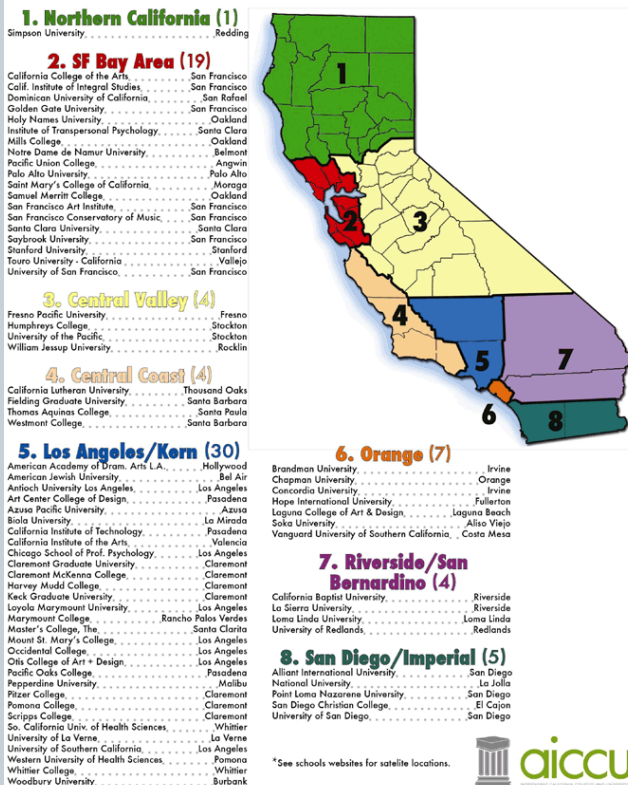 1. Northern California (1)
Simpson University Redding
2. SF Bay Area (19)
California College of the Arts San Francisco
Calif. Institute of Integral Studies San Francisco
Dominican University of California San Rafael
Golden Gate University San Francisco
Holy Names University Oakland
Institute of Transpersonal Psychology Santa Clara
Mills College Oakland
Notre Dame de Namur University Belmont
Pacific Union College Angwin
Palo Alto University Palo Alto
Saint Mary's College of California Moraga
Samuel Merritt College Oakland
San Francisco Art Institute San Francisco
San Francisco Conservatory of Music San Francisco
Santa Clara University Santa Clara
Saybrook University San Francisco
Stanford University Stanford
Touro University - California Vallejo
University of San Francisco San Francisco
3. Central Valley (4)
Fresno Pacific University Fresno
Humphreys College Stockton
University of the Pacific Stockton
William Jessup University Rocklin
4. Central Coast (4)
California Lutheran University Thousand Oaks
Fielding Graduate University Santa Barbara
Thomas Aquinas College Santa Paula
Westmont College Santa Barbara
5. Los Angeles/Kern (30)
American Academy of Dram. Arts L.A. Hollywood
American Jewish University Bel Air
Antioch University Los Angeles Los Angeles
Art Center College of Design Pasadena
Azusa Pacific University Azusa
Biola University La Mirada
California Institute of Technology Pasadena
California Institute of the Arts Valencia
Chicago School of Prof. Psychology Los Angeles
Claremont Graduate University Claremont
Claremont McKenna College Claremont
Harvey Mudd College Claremont
Keck Graduate University Claremont
Loyola Marymount University Los Angeles
Marymount College Rancho Palos Verdes
Master's College, The Santa Clarita
Mount St. Mary's College Los Angeles
Occidental College Los Angeles
Otis College of Art + Design Los Angeles
Pacific Oaks College Pasadena
Pepperdine University Malibu
Pitzer College Claremont
Pomona College Claremont
Scripps College Claremont
So. California Univ. of Health Sciences Whittier
University of La Verne La Verne
University of Southern California Los Angeles
Western University of Health Sciences Pomona
Whittier College Whittier
Woodbury University Burbank
1
2
3
4
5
7
6
8
6. Orange (7)
Brandman University Irvine
Chapman University Orange
Concordia University Irvine
Hope International University Fullerton
Laguna College of Art & Design Laguna Beach
Soka University Aliso Viejo
Vanguard University of Southern California Costa Mesa
7. Riverside/San
Bernardino (4)
California Baptist University Riverside
La Sierra University Riverside
Loma Linda University Loma Linda
University of Redlands Redlands
8. San Diego/Imperial (5)
Alliant International University San Diego
National University La Jolla
Point Loma Nazarene University San Diego
San Diego Christian College El Cajon
University of San Diego San Diego
*See schools websites for satelite locations.
aiccu